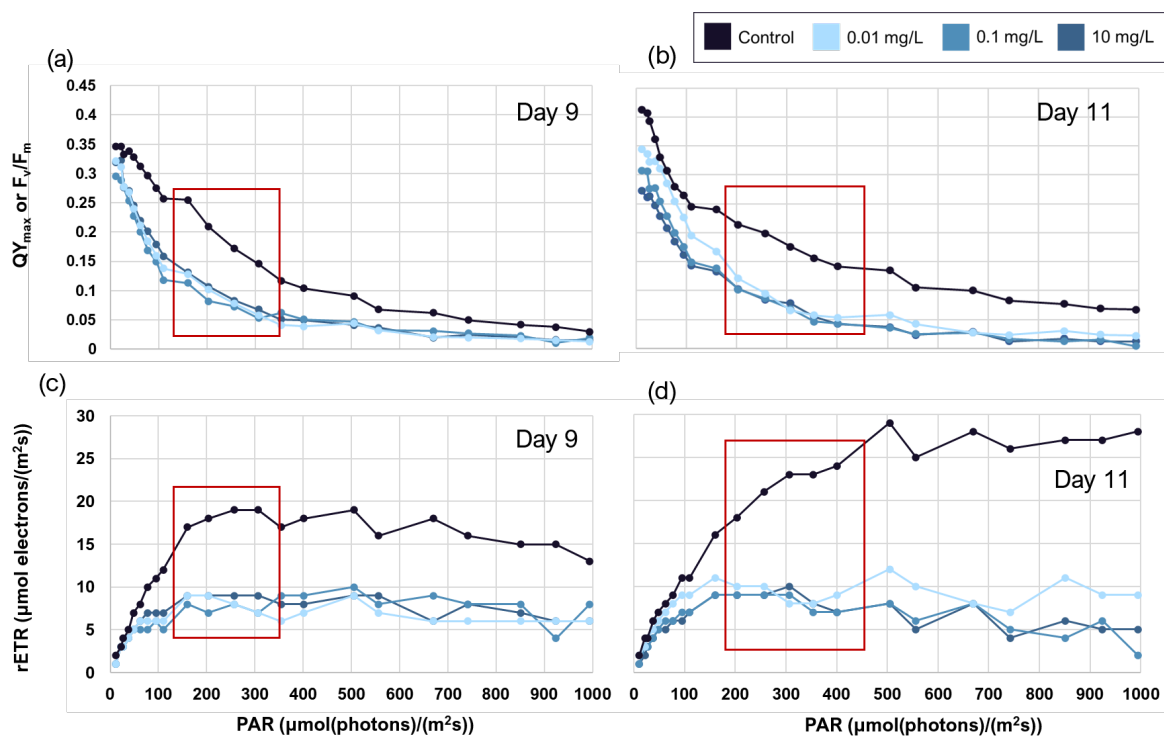 Control 0.01 mg/L 0.1 mg/L 10 mg/L
(a)
(b)
Day 9
Day 11
QYmax or Fv/Fm
0.45
0.4
0.35
0.3
0.25
0.2
0.15
0.1
0.05
0
(c)
(d)
Day 9
Day 11
rETR (µmol electrons/(m²s))
30
25
20
15
10
5
0
0 100 200 300 400 500 600 700 800 900 1000
0 100 200 300 400 500 600 700 800 900 1000
PAR (µmol(photons)/(m²s)
PAR (µmol(photons)/(m²s)